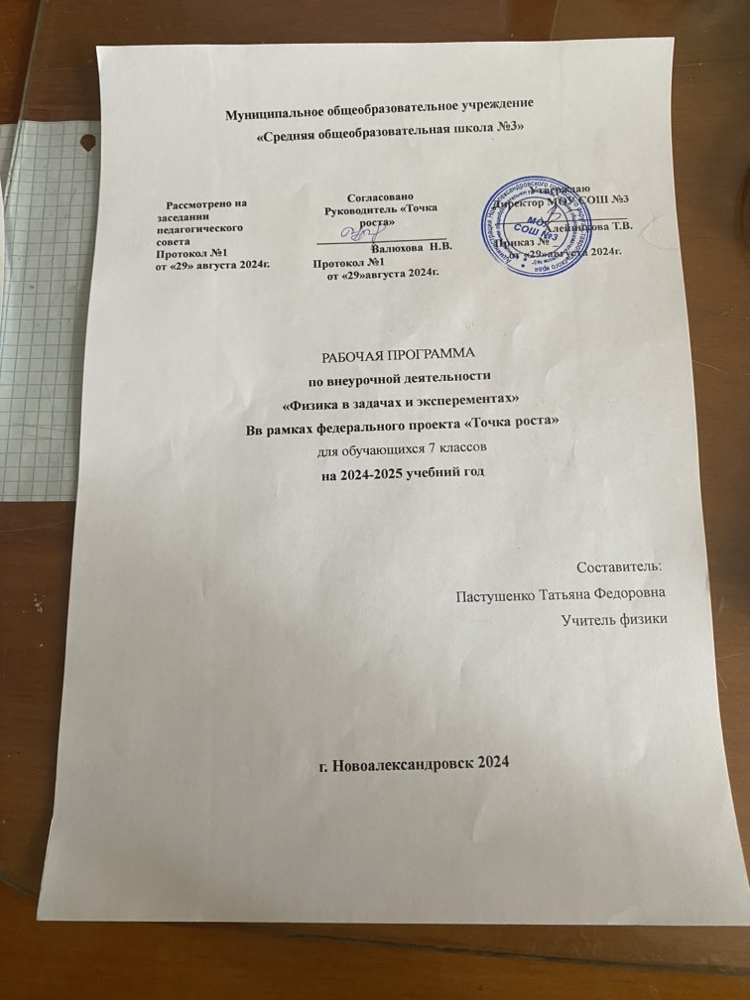 Муниципальное общеобразовательное учреждение
«Средняя общеобразовательная школа №3»
Рассмотрено на
заседании
педагогического
совета
Протокол №1
от «29» августа 2024г.
Согласовано
Руководитель «Точка
роста»
Валюхова Н.В.
Протокол №1
от «29»августа 2024г.
Утверждаю
Директор МОУ СОШ №3
Алейникова Т.В.
Приказ №
от «29»августа 2024г.
МОУ
СОШ №3
РАБОЧАЯ ПРОГРАММА
по внеурочной деятельности
«Физика в задачах и эксперементах»
Вв рамках федерального проекта «Точка роста»
для обучающихся 7 классов
на 2024-2025 учебний год
Составитель:
Пастушенко Татьяна Федоровна
Учитель физики
г. Новоалександровск 2024